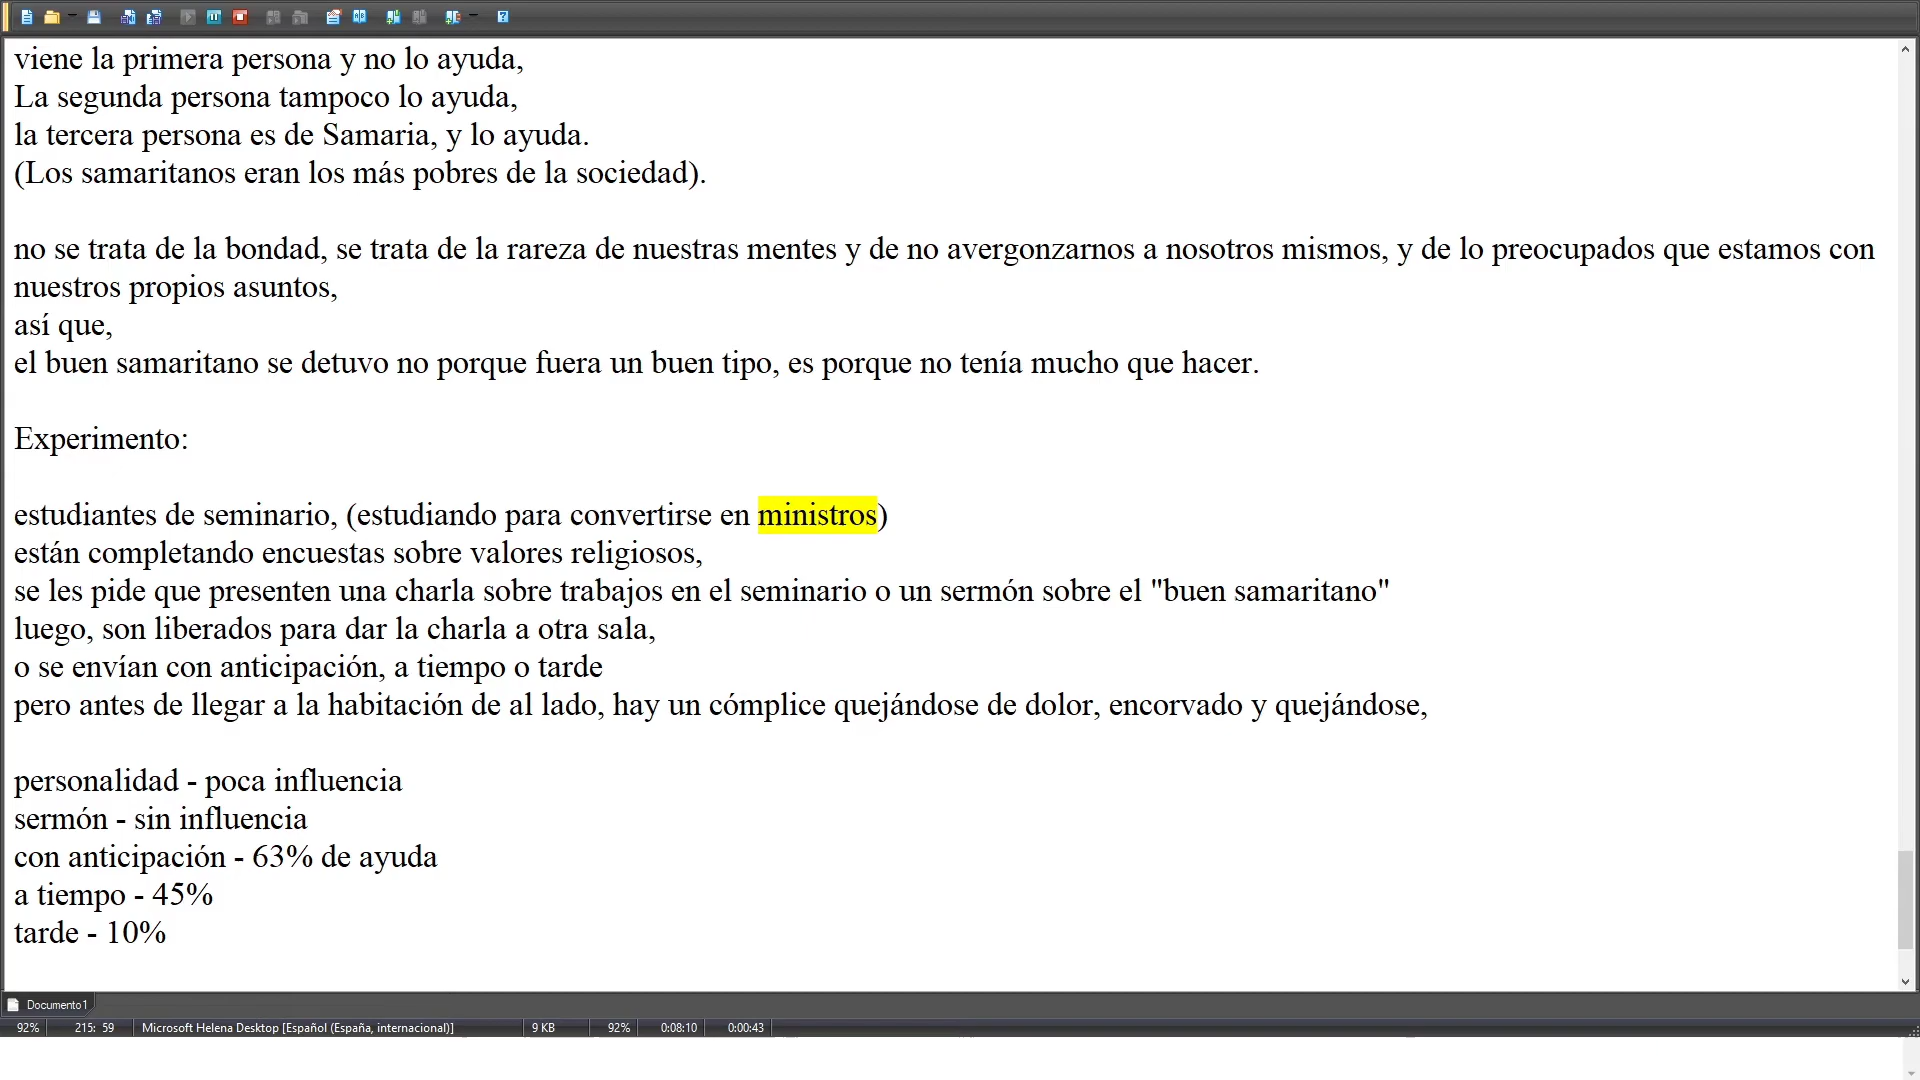 viene la primera persona y no lo ayuda,
La segunda persona tampoco lo ayuda,
la tercera persona es de Samaria, y lo ayuda.
(Los samaritanos eran los más pobres de la sociedad).
no se trata de la bondad, se trata de la rareza de nuestras mentes y de no avergonzarnos a nosotros mismos, y de lo preocupados que estamos con
nuestros propios asuntos,
así que,
el buen samaritano se detuvo no porque fuera un buen tipo, es porque no tenía mucho que hacer.
Experimento:
estudiantes de seminario, (estudiando para convertirse en ministros)
están completando encuestas sobre valores religiosos,
se les pide que presenten una charla sobre trabajos en el seminario o un sermón sobre el "buen samaritano"
luego, son liberados para dar la charla a otra sala,
o se envían con anticipación, a tiempo o tarde
pero antes de llegar a la habitación de al lado, hay un cómplice quejándose de dolor, encorvado y quejándose,
personalidad - poca influencia
sermón - sin influencia
con anticipación - 63% de ayuda
a tiempo - 45%
tarde - 10%
Documento1
92% 215: 59 Microsoft Helena Desktop [Español (España, internacional)] 9 KB 92% 0:08:10 0:00:43